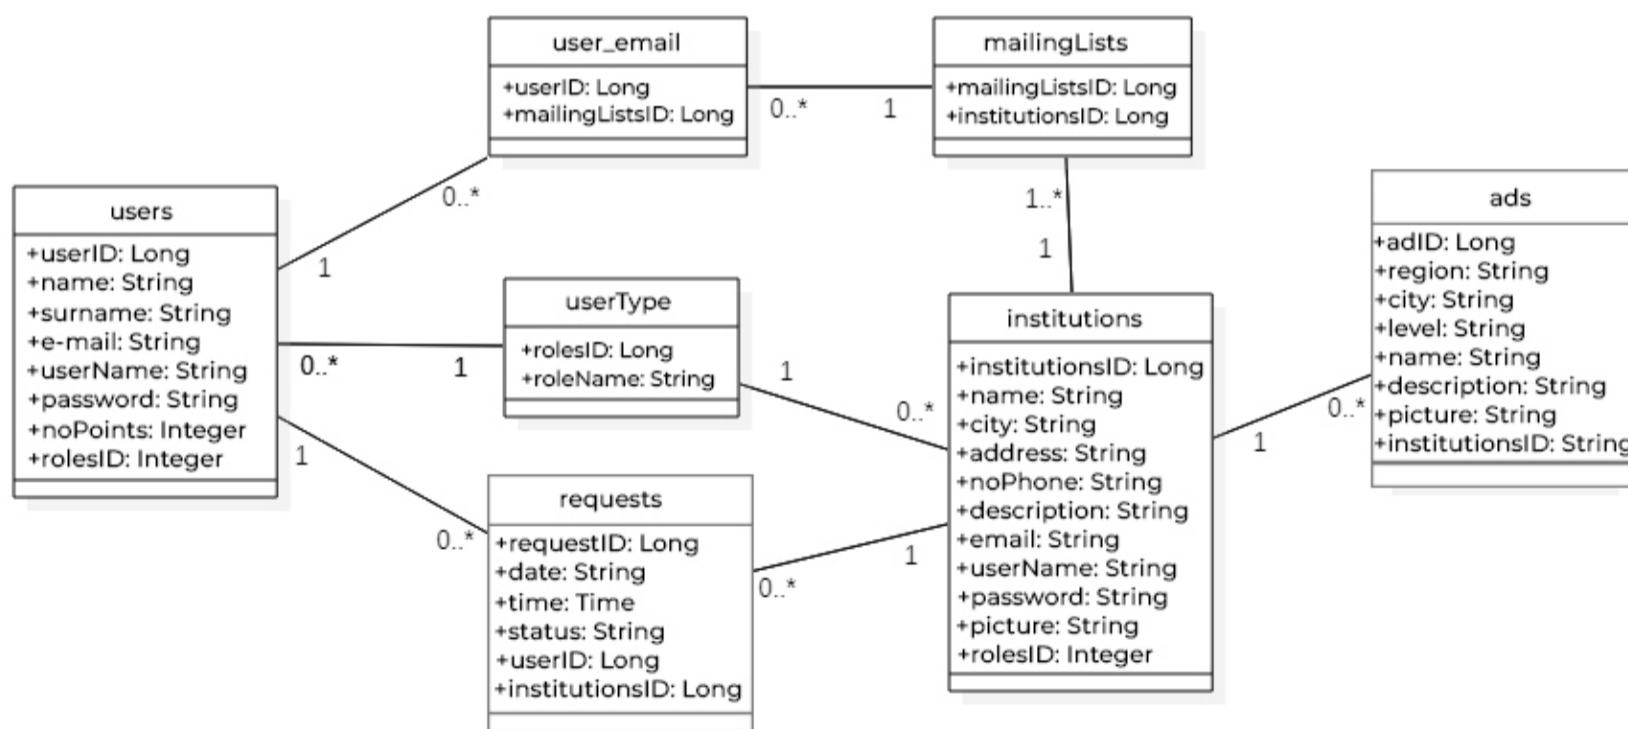 user_email
+userID: Long
+mailingListsID: Long
mailingLists
+mailingListsID: Long
+institutionsID: Long
0..*
1
users
+userID: Long
+name: String
+surname: String
+e-mail: String
+userName: String
+password: String
+noPoints: Integer
+rolesID: Integer
0..*
1
1..*
1
ads
+adID: Long
+region: String
+city: String
+level: String
+name: String
+description: String
+picture: String
+institutionsID: String
userType
+rolesID: Long
+roleName: String
0..*
1
1
0..*
institutions
+institutionsID: Long
+name: String
+city: String
+address: String
+noPhone: String
+description: String
+email: String
+userName: String
+password: String
+picture: String
+rolesID: Integer
0..*
1
1
0..*
requests
+requestID: Long
+date: String
+time: Time
+status: String
+userID: Long
+institutionsID: Long
0..*
1